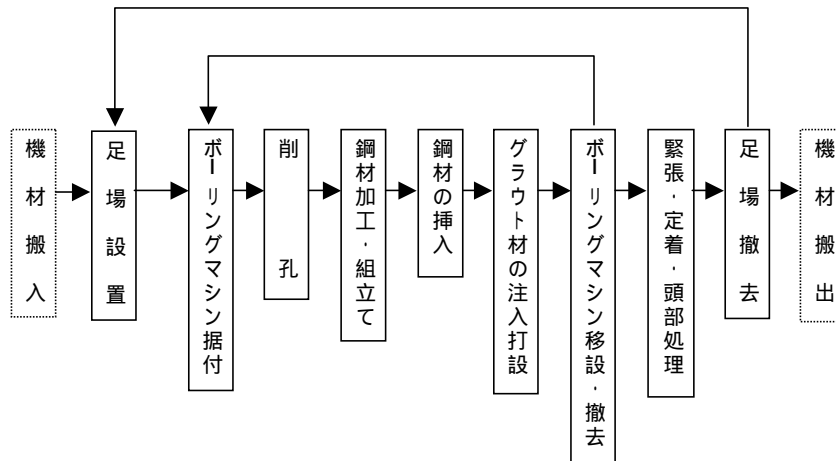 機材搬入
足場設置
ボーリングマシン据付
削孔
鋼材加工・組立て
鋼材の挿入
グラウト材の注入打設
ボーリングマシン移設・撤去
緊張・定着・頭部処理
足場撤去
機材搬出